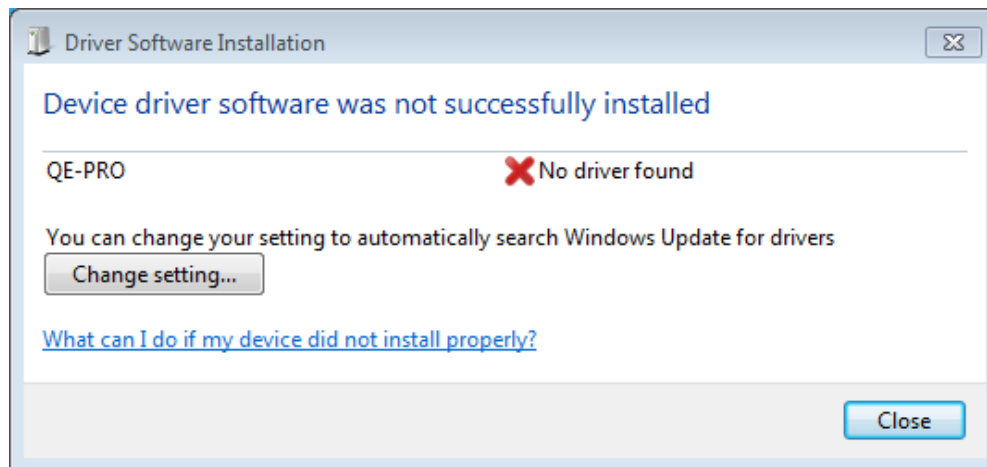 Driver Software Installation
Device driver software was not successfully installed
QE-PRO No driver found
You can change your setting to automatically search Windows Update for drivers
Change setting...
What can I do if my device did not install properly?
Close